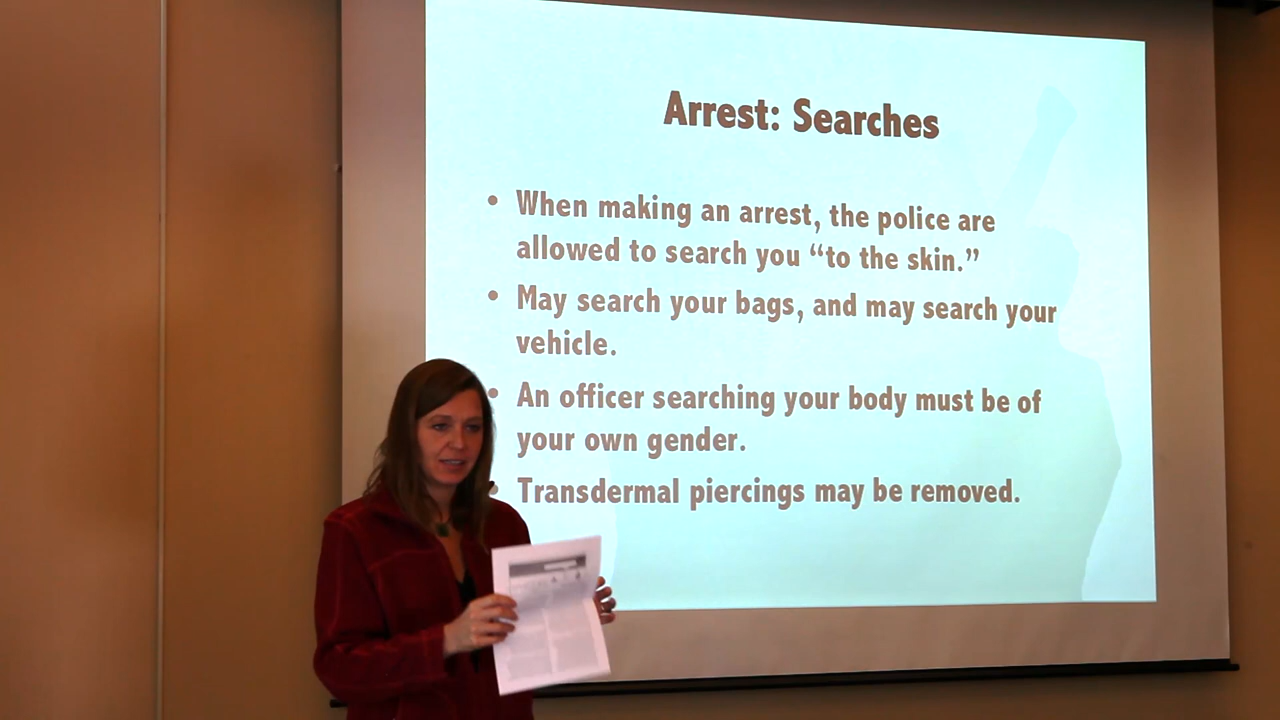 Arrest: Searches
• When making an arrest, the police are
allowed to search you “to the skin.”
• May search your bags, and may search your
vehicle.
• An officer searching your body must be of
your own gender.
• Transdermal piercings may be removed.